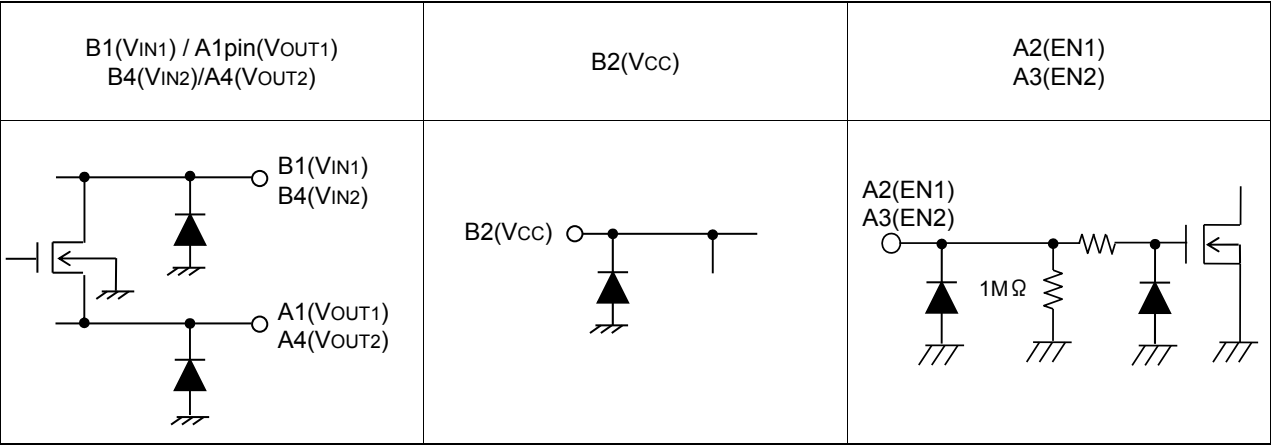 B1(VIN1) / A1pin(VOUT1)
B4(VIN2)/A4(VOUT2)
B2(VCC)
A2(EN1)
A3(EN2)
B1(VIN1)
B4(VIN2)
A1(VOUT1)
A4(VOUT2)
B2(VCC)
A2(EN1)
A3(EN2)
1MΩ